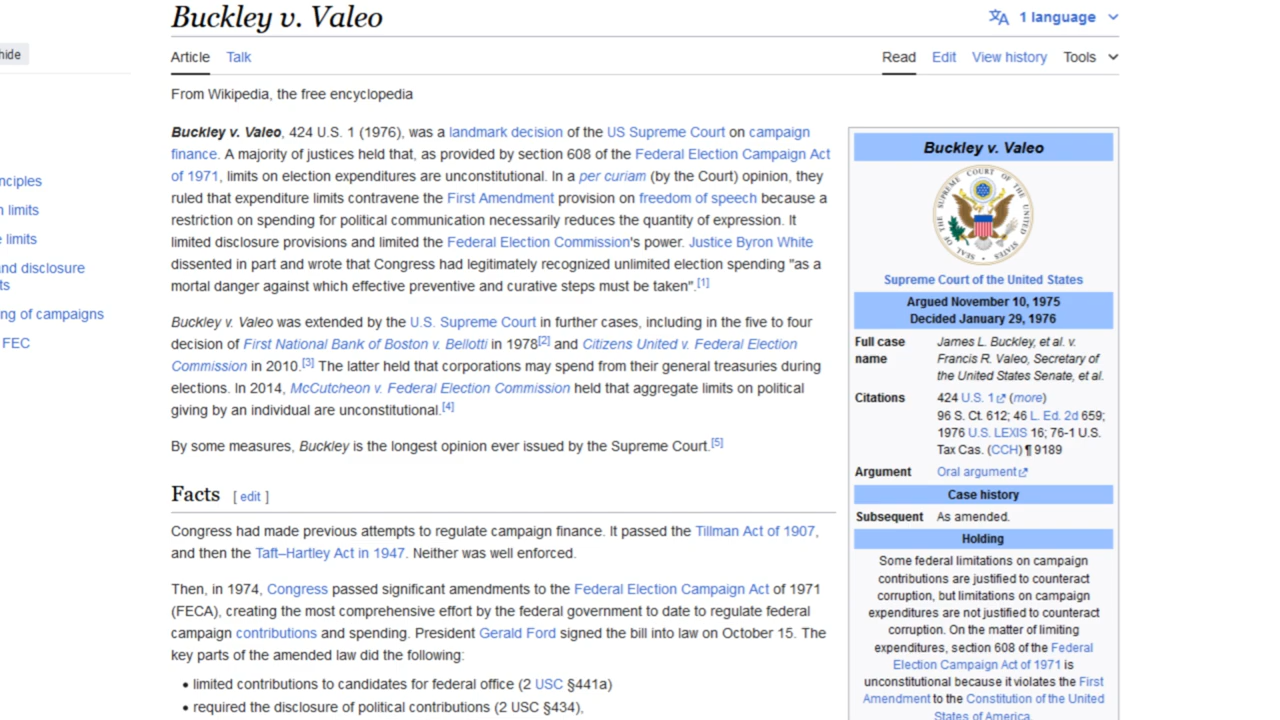 Buckley v. Valeo
1 language
hide
Article Talk
Read Edit View history Tools
From Wikipedia, the free encyclopedia
nciples
n limits
e limits
and disclosure
ts
ng of campaigns
FEC
Buckley v. Valeo, 424 U.S. 1 (1976), was a landmark decision of the US Supreme Court on campaign
finance. A majority of justices held that, as provided by section 608 of the Federal Election Campaign Act
of 1971, limits on election expenditures are unconstitutional. In a per curiam (by the Court) opinion, they
ruled that expenditure limits contravene the First Amendment provision on freedom of speech because a
restriction on spending for political communication necessarily reduces the quantity of expression. It
limited disclosure provisions and limited the Federal Election Commission's power. Justice Byron White
dissented in part and wrote that Congress had legitimately recognized unlimited election spending "as a
mortal danger against which effective preventive and curative steps must be taken".[1]
Buckley v. Valeo was extended by the U.S. Supreme Court in further cases, including in the five to four
decision of First National Bank of Boston v. Bellotti in 1978[2] and Citizens United v. Federal Election
Commission in 2010.[3] The latter held that corporations may spend from their general treasuries during
elections. In 2014, McCutcheon v. Federal Election Commission held that aggregate limits on political
giving by an individual are unconstitutional.[4]
By some measures, Buckley is the longest opinion ever issued by the Supreme Court.[5]
Facts [ edit ]
Congress had made previous attempts to regulate campaign finance. It passed the Tillman Act of 1907,
and then the Taft–Hartley Act in 1947. Neither was well enforced.
Then, in 1974, Congress passed significant amendments to the Federal Election Campaign Act of 1971
(FECA), creating the most comprehensive effort by the federal government to date to regulate federal
campaign contributions and spending. President Gerald Ford signed the bill into law on October 15. The
key parts of the amended law did the following:
• limited contributions to candidates for federal office (2 USC §441a)
• required the disclosure of political contributions (2 USC §434),
Buckley v. Valeo
SUPREME COURT OF THE UNITED STATES
SEAL OF THE
Supreme Court of the United States
Argued November 10, 1975
Decided January 29, 1976
Full case name James L. Buckley, et al. v.
Francis R. Valeo, Secretary of
the United States Senate, et al.
Citations 424 U.S. 1 (more)
96 S. Ct. 612; 46 L. Ed. 2d 659;
1976 U.S. LEXIS 16; 76-1 U.S.
Tax Cas. (CCH) ¶ 9189
Argument Oral argument
Case history
Subsequent As amended.
Holding
Some federal limitations on campaign
contributions are justified to counteract
corruption, but limitations on campaign
expenditures are not justified to counteract
corruption. On the matter of limiting
expenditures, section 608 of the Federal
Election Campaign Act of 1971 is
unconstitutional because it violates the First
Amendment to the Constitution of the United
States of America.